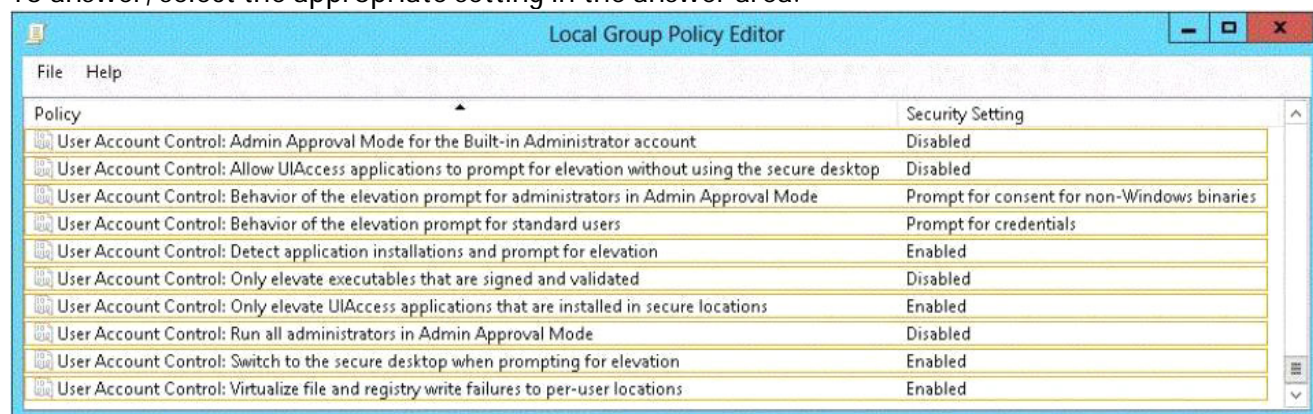 To answer, select the appropriate setting in the answer area.
Local Group Policy Editor
File Help
Policy Security Setting
User Account Control: Admin Approval Mode for the Built-in Administrator account Disabled
User Account Control: Allow UIAccess applications to prompt for elevation without using the secure desktop Disabled
User Account Control: Behavior of the elevation prompt for administrators in Admin Approval Mode Prompt for consent for non-Windows binaries
User Account Control: Behavior of the elevation prompt for standard users Prompt for credentials
User Account Control: Detect application installations and prompt for elevation Enabled
User Account Control: Only elevate executables that are signed and validated Disabled
User Account Control: Only elevate UIAccess applications that are installed in secure locations Enabled
User Account Control: Run all administrators in Admin Approval Mode Disabled
User Account Control: Switch to the secure desktop when prompting for elevation Enabled
User Account Control: Virtualize file and registry write failures to per-user locations Enabled